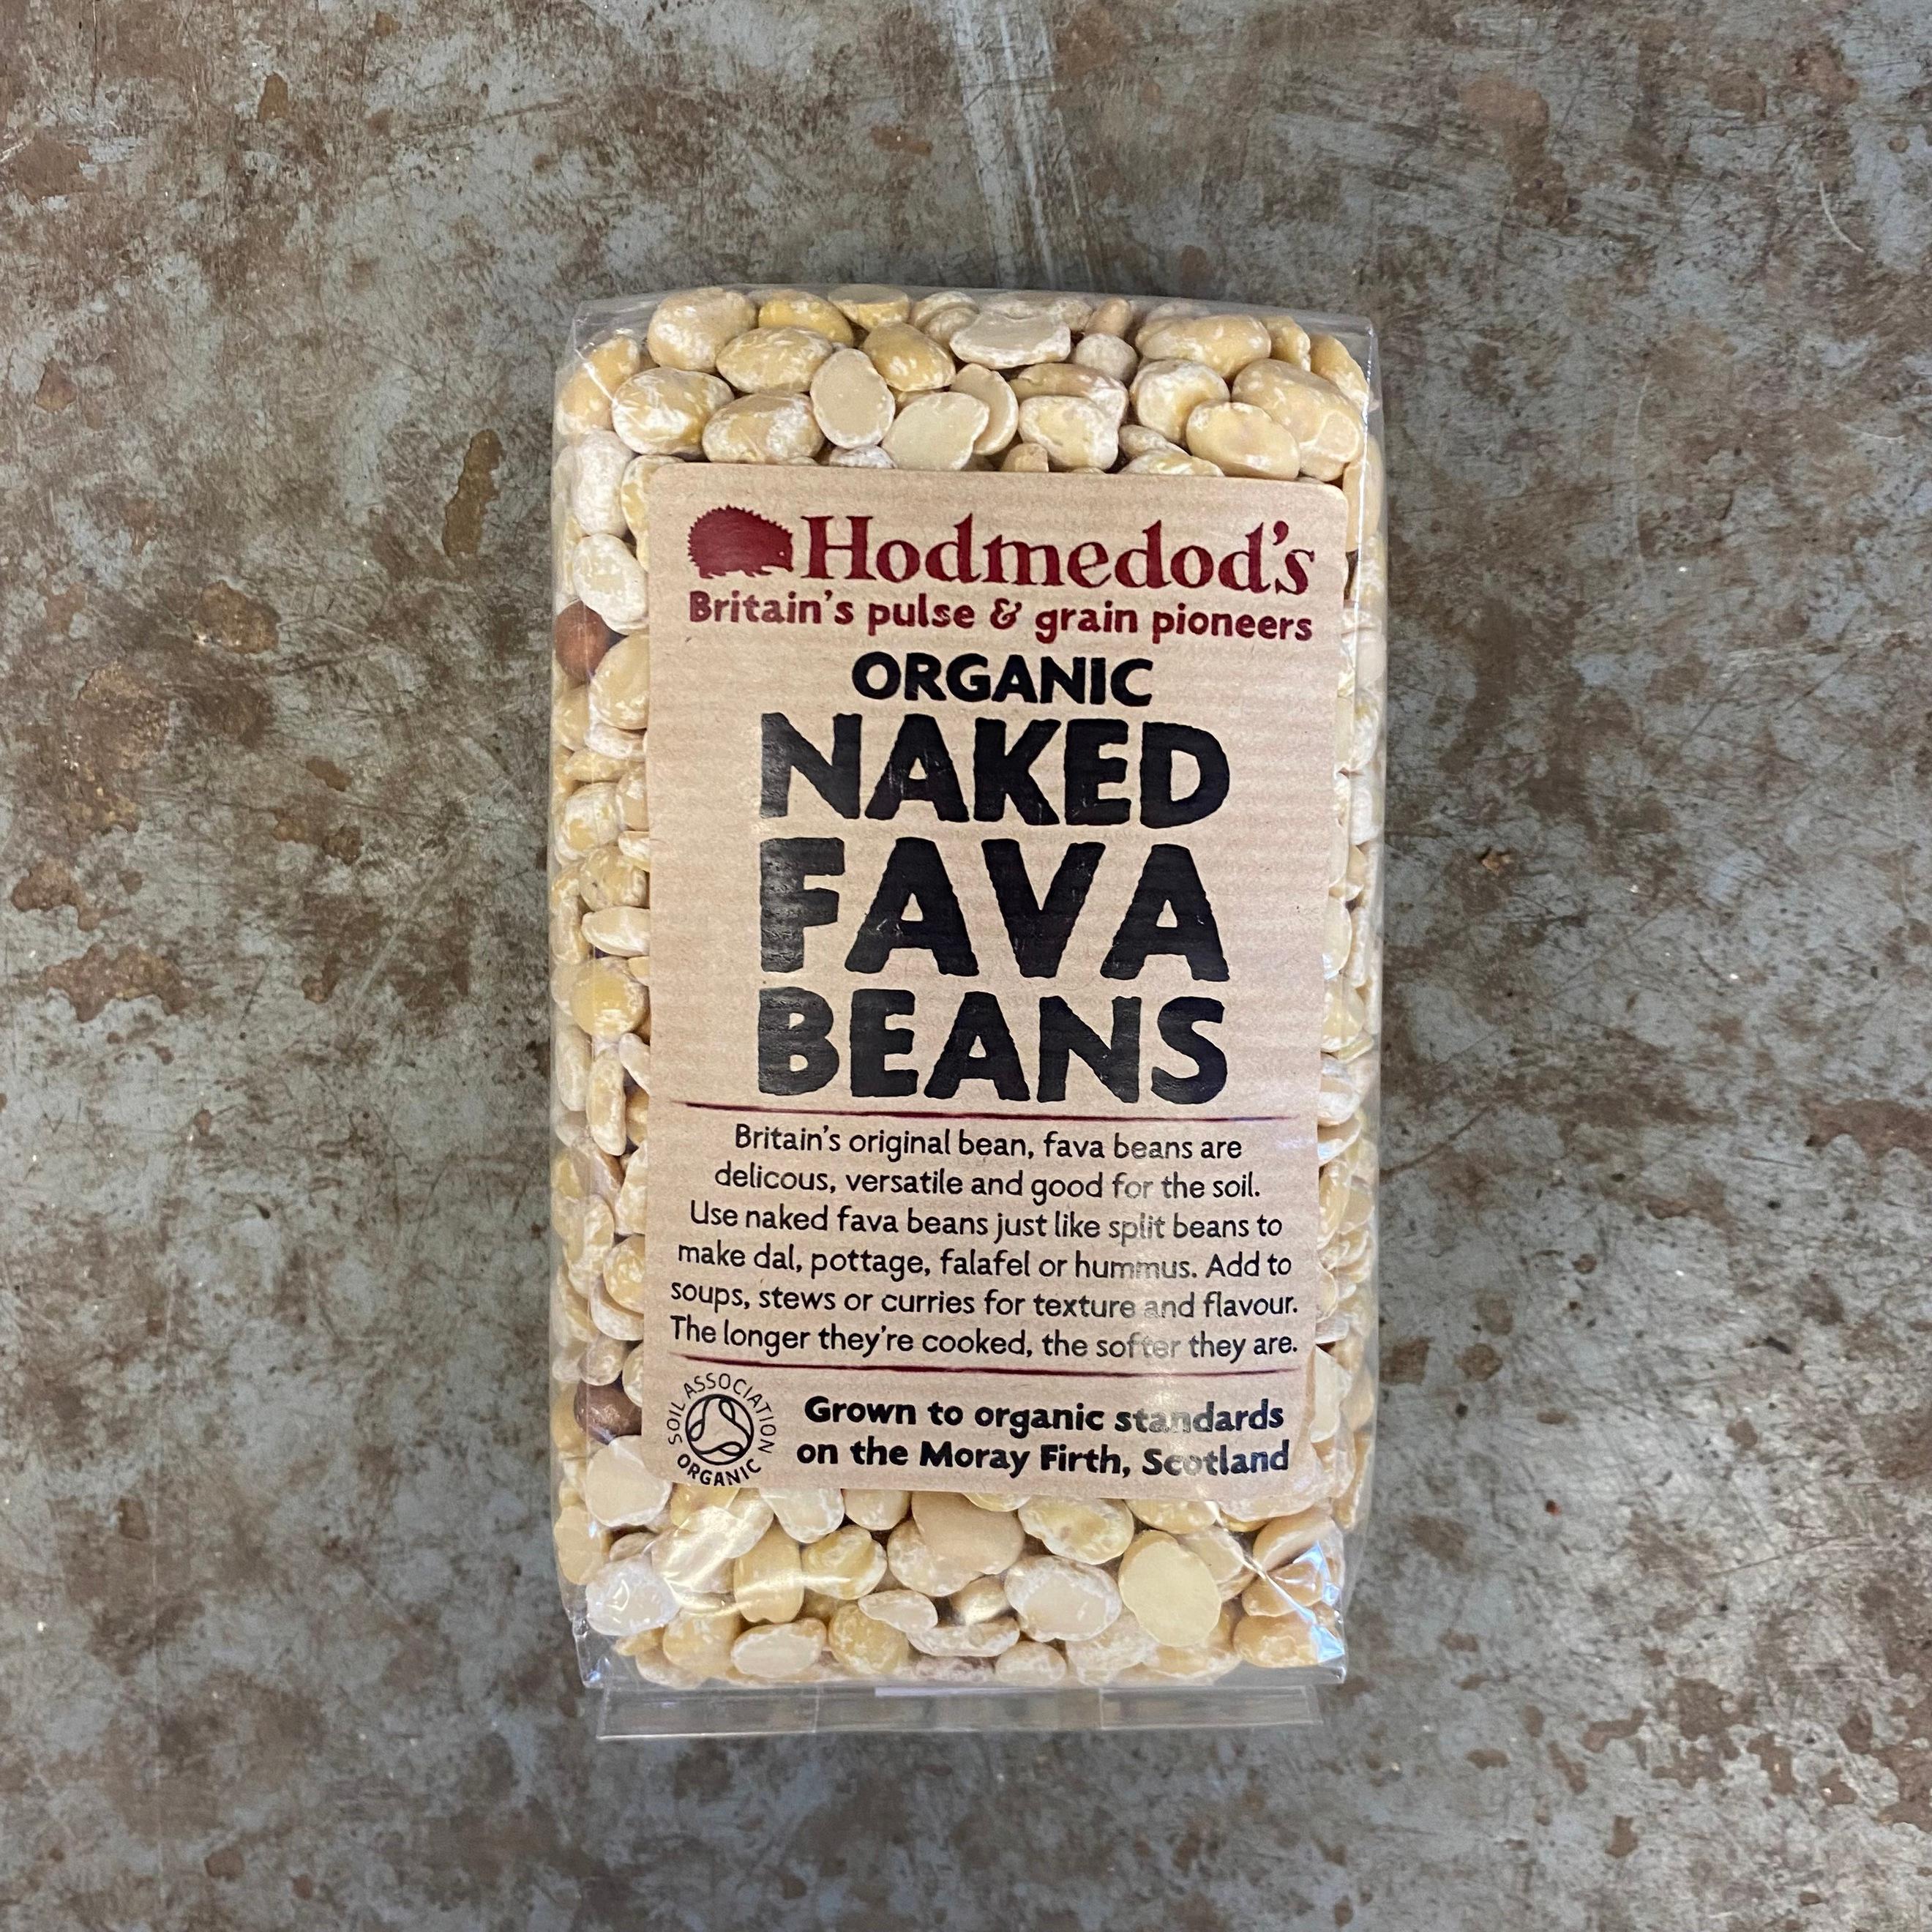 Hodmedod's
Britain's pulse & grain pioneers
ORGANIC
NAKED
FAVA
BEANS
Britain's original bean, fava beans are
delicous, versatile and good for the soil.
Use naked fava beans just like split beans to
make dal, pottage, falafel or hummus. Add to
soups, stews or curries for texture and flavour.
The longer they're cooked, the softer they are.
SOIL ASSOCIATION
ORGANIC
Grown to organic standards
on the Moray Firth, Scotland